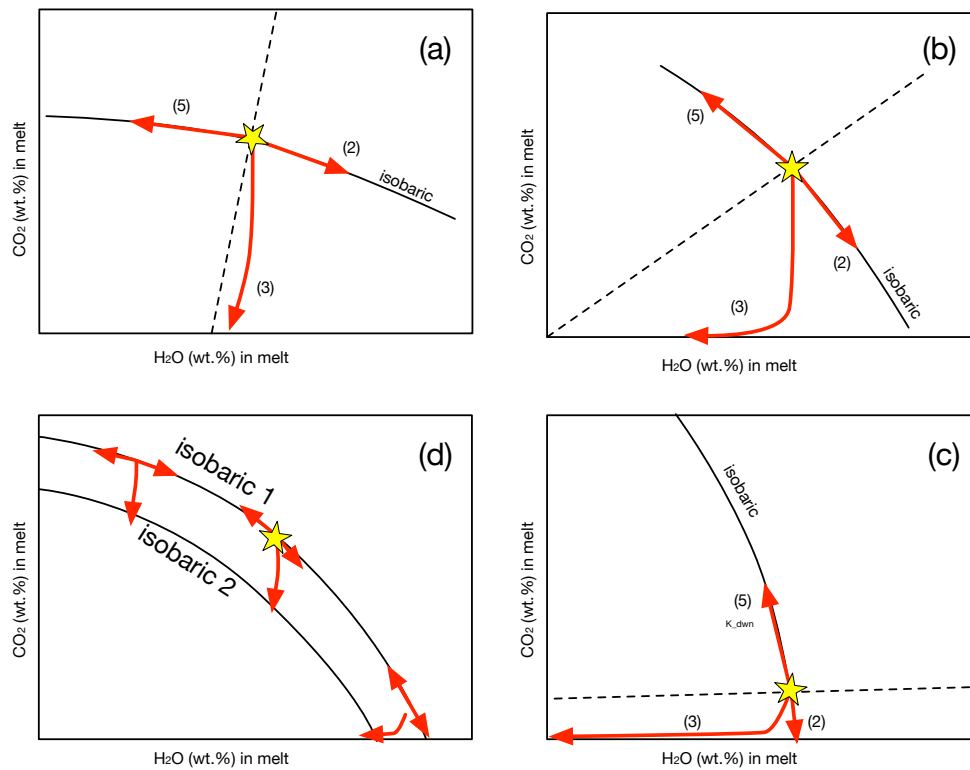 (a)
(5)
(2)
isobaric
(3)
CO₂ (wt.%) in melt
H₂O (wt.%) in melt
(b)
(5)
(2)
isobaric
(3)
CO₂ (wt.%) in melt
H₂O (wt.%) in melt
(d)
isobaric 1
isobaric 2
CO₂ (wt.%) in melt
H₂O (wt.%) in melt
(c)
isobaric
(5)
K_dwn
(3)
(2)
CO₂ (wt.%) in melt
H₂O (wt.%) in melt